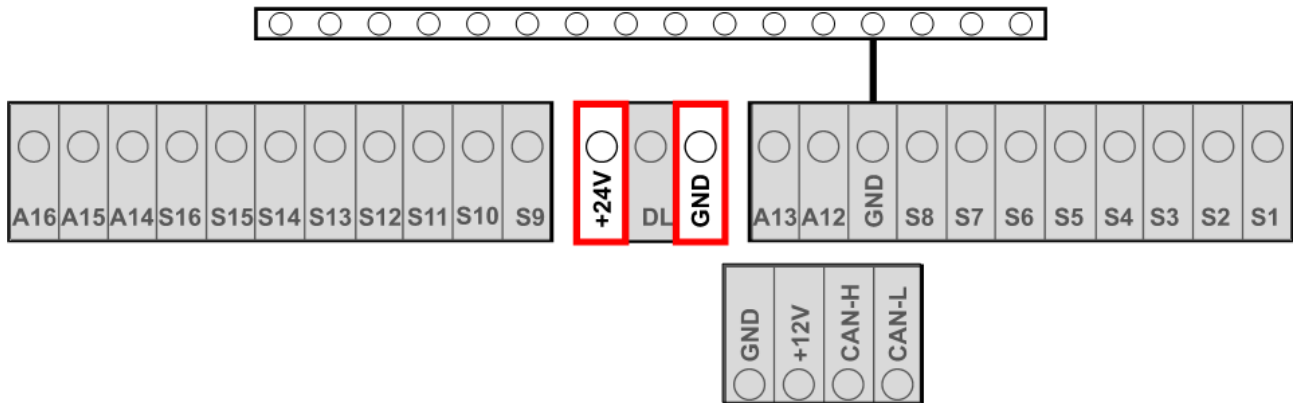 A16 A15 A14 S16 S15 S14 S13 S12 S11 S10 S9 +24V DL GND A13 A12 GND S8 S7 S6 S5 S4 S3 S2 S1
GND +12V CAN-H CAN-L